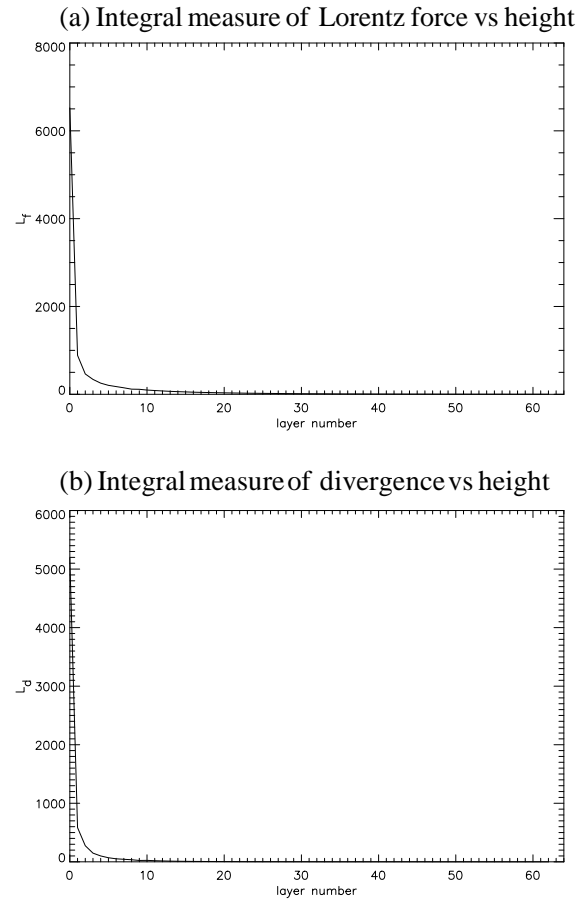 (a) Integral measure of Lorentz force vs height
8000
6000
4000
2000
0
L_f
0 10 20 30 40 50 60
layer number
(b) Integral measure of divergence vs height
6000
5000
4000
3000
2000
1000
0
L_d
0 10 20 30 40 50 60
layer number